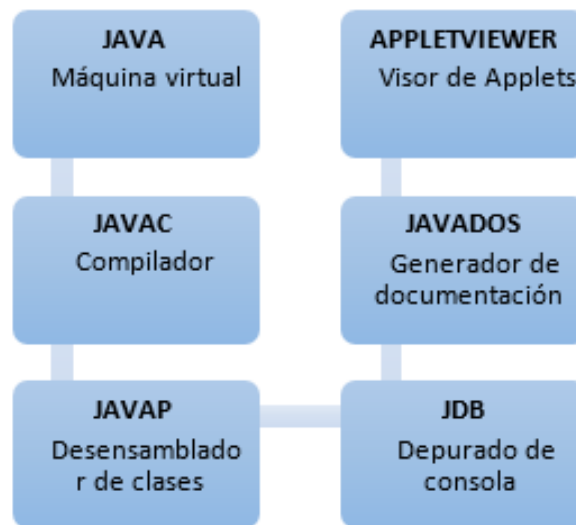 JAVA
Máquina virtual
JAVAC
Compilador
JAVAP
Desensamblado
r de clases
JDB
Depurado de
consola
JAVADOS
Generador de
documentación
APPLETVIEWER
Visor de Applets